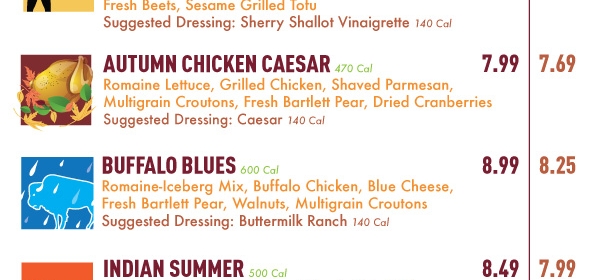 Fresh Beets, Sesame Grilled Tofu
Suggested Dressing: Sherry Shallot Vinaigrette 140 Cal
AUTUMN CHICKEN CAESAR 470 Cal 7.99 7.69
Romaine Lettuce, Grilled Chicken, Shaved Parmesan,
Multigrain Croutons, Fresh Bartlett Pear, Dried Cranberries
Suggested Dressing: Caesar 140 Cal
BUFFALO BLUES 600 Cal 8.99 8.25
Romaine-Iceberg Mix, Buffalo Chicken, Blue Cheese,
Fresh Bartlett Pear, Walnuts, Multigrain Croutons
Suggested Dressing: Buttermilk Ranch 140 Cal
INDIAN SUMMER 500 Cal 8.49 7.99